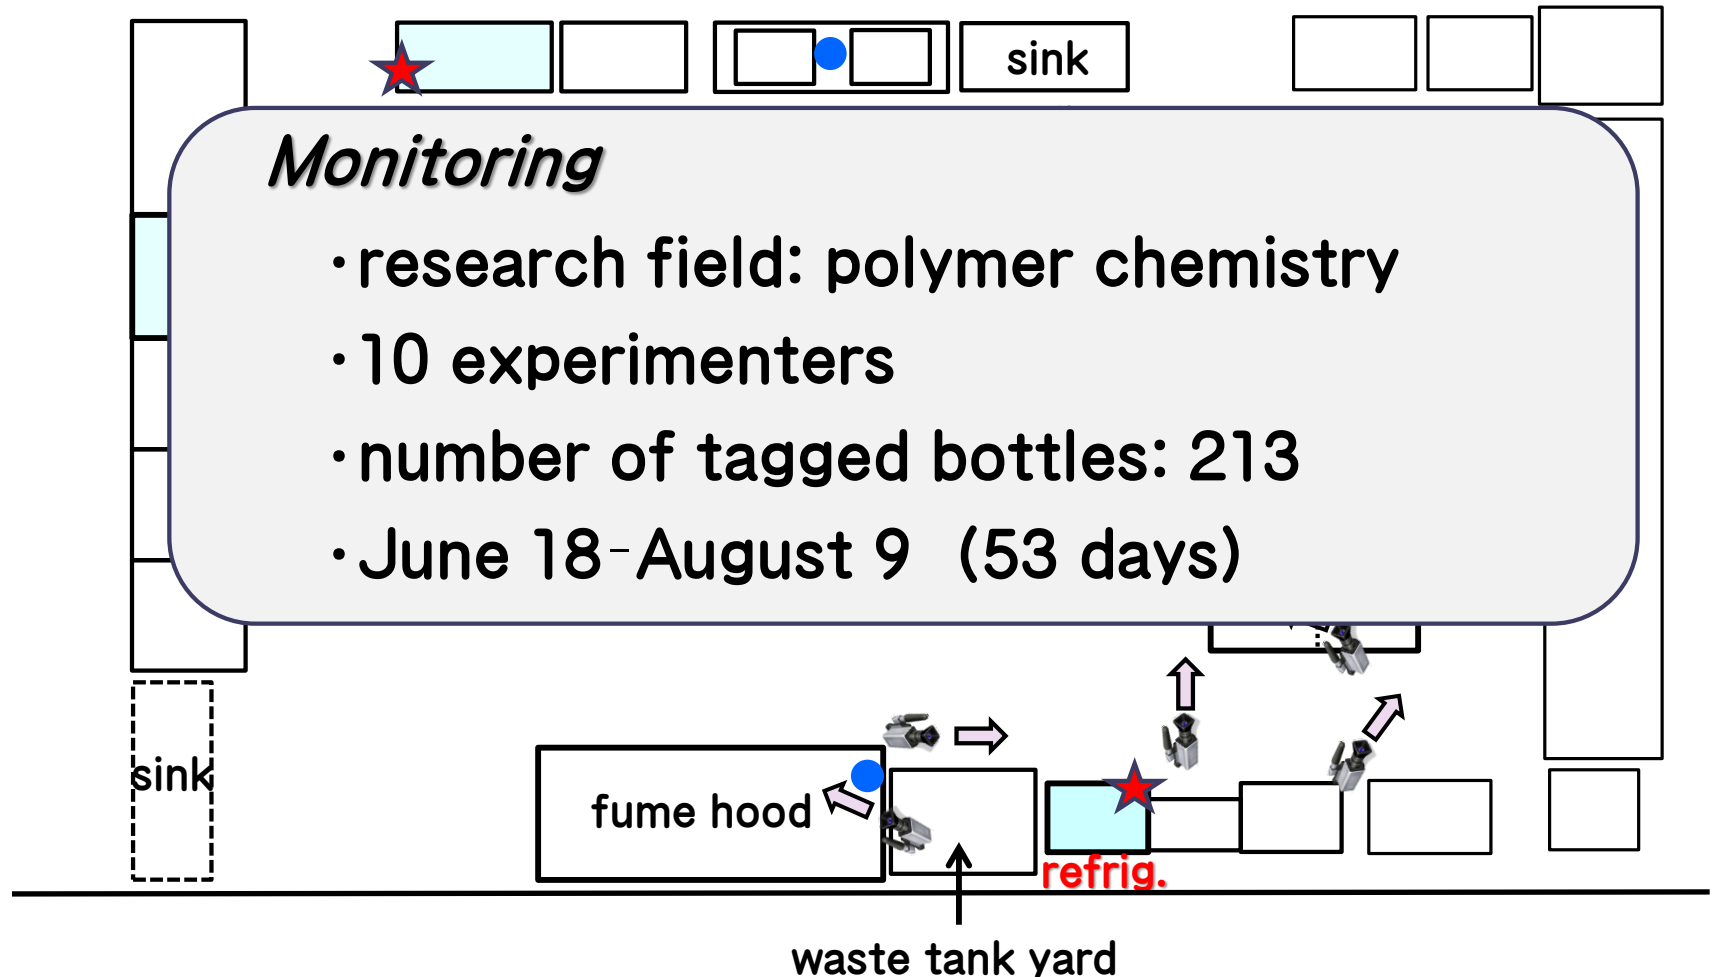 sink
Monitoring
・research field: polymer chemistry
・10 experimenters
・number of tagged bottles: 213
・June 18–August 9 (53 days)
sink
fume hood
refrig.
waste tank yard